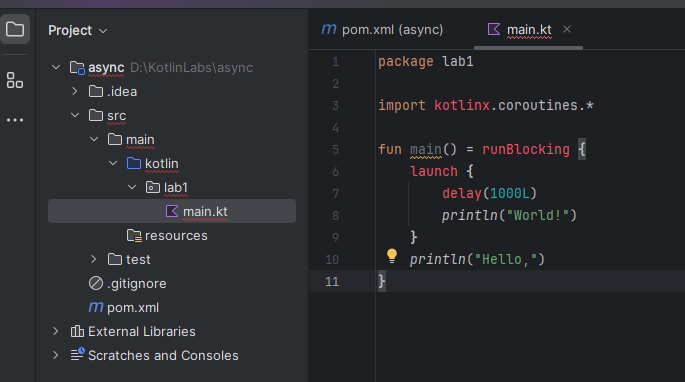 Project
async D:\KotlinLabs\async
.idea
src
main
kotlin
lab1
main.kt
resources
test
.gitignore
m pom.xml
External Libraries
Scratches and Consoles
m pom.xml (async)
main.kt
1 package lab1
2
3 import kotlinx.coroutines.*
4
5 fun main() = runBlocking {
6 launch {
7 delay(1000L)
8 println("World!")
9 }
10 println("Hello,")
11 }